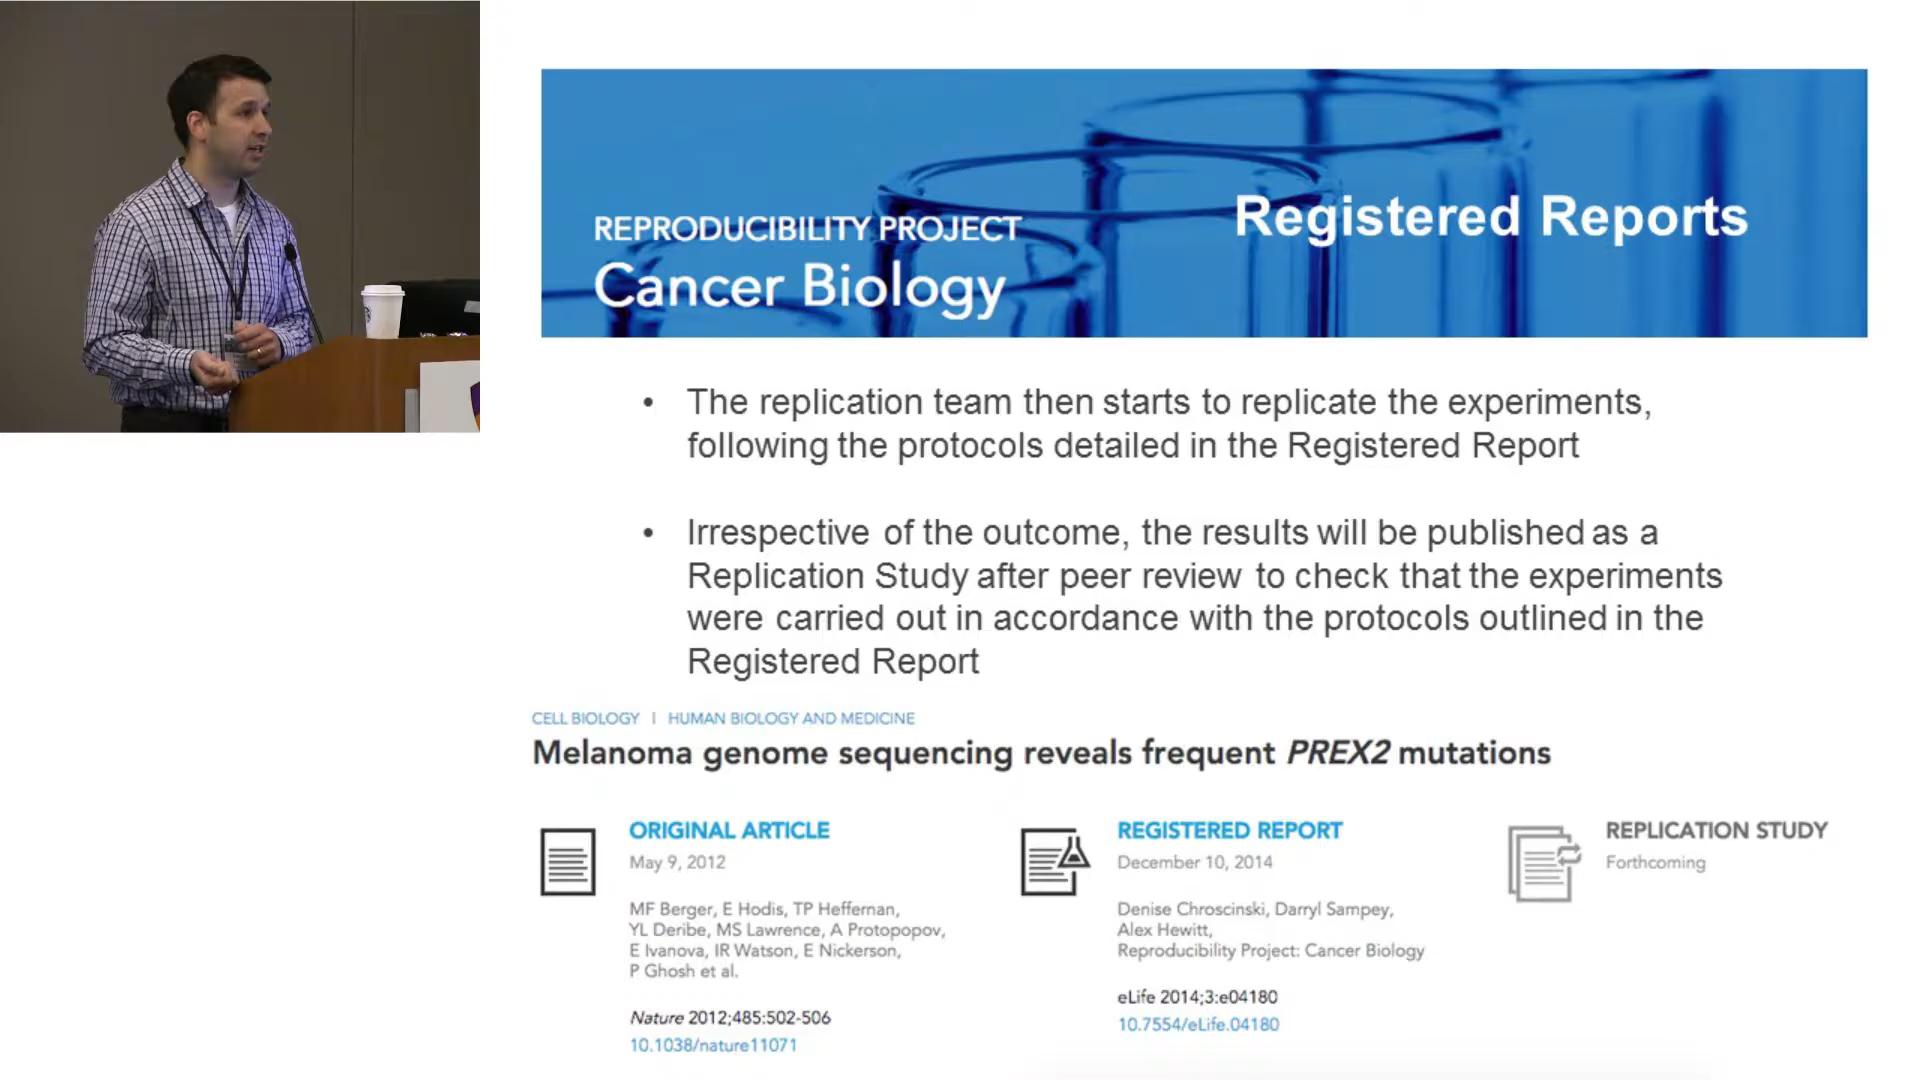 REPRODUCIBILITY PROJECT
Cancer Biology
Registered Reports
• The replication team then starts to replicate the experiments,
following the protocols detailed in the Registered Report
• Irrespective of the outcome, the results will be published as a
Replication Study after peer review to check that the experiments
were carried out in accordance with the protocols outlined in the
Registered Report
CELL BIOLOGY | HUMAN BIOLOGY AND MEDICINE
Melanoma genome sequencing reveals frequent PREX2 mutations
ORIGINAL ARTICLE
May 9, 2012
MF Berger, E Hodis, TP Heffernan,
YL Deribe, MS Lawrence, A Protopopov,
E Ivanova, IR Watson, E Nickerson,
P Ghosh et al.
Nature 2012;485:502-506
10.1038/nature11071
REGISTERED REPORT
December 10, 2014
Denise Chroscinski, Darryl Sampey,
Alex Hewitt,
Reproducibility Project: Cancer Biology
eLife 2014;3:e04180
10.7554/eLife.04180
REPLICATION STUDY
Forthcoming